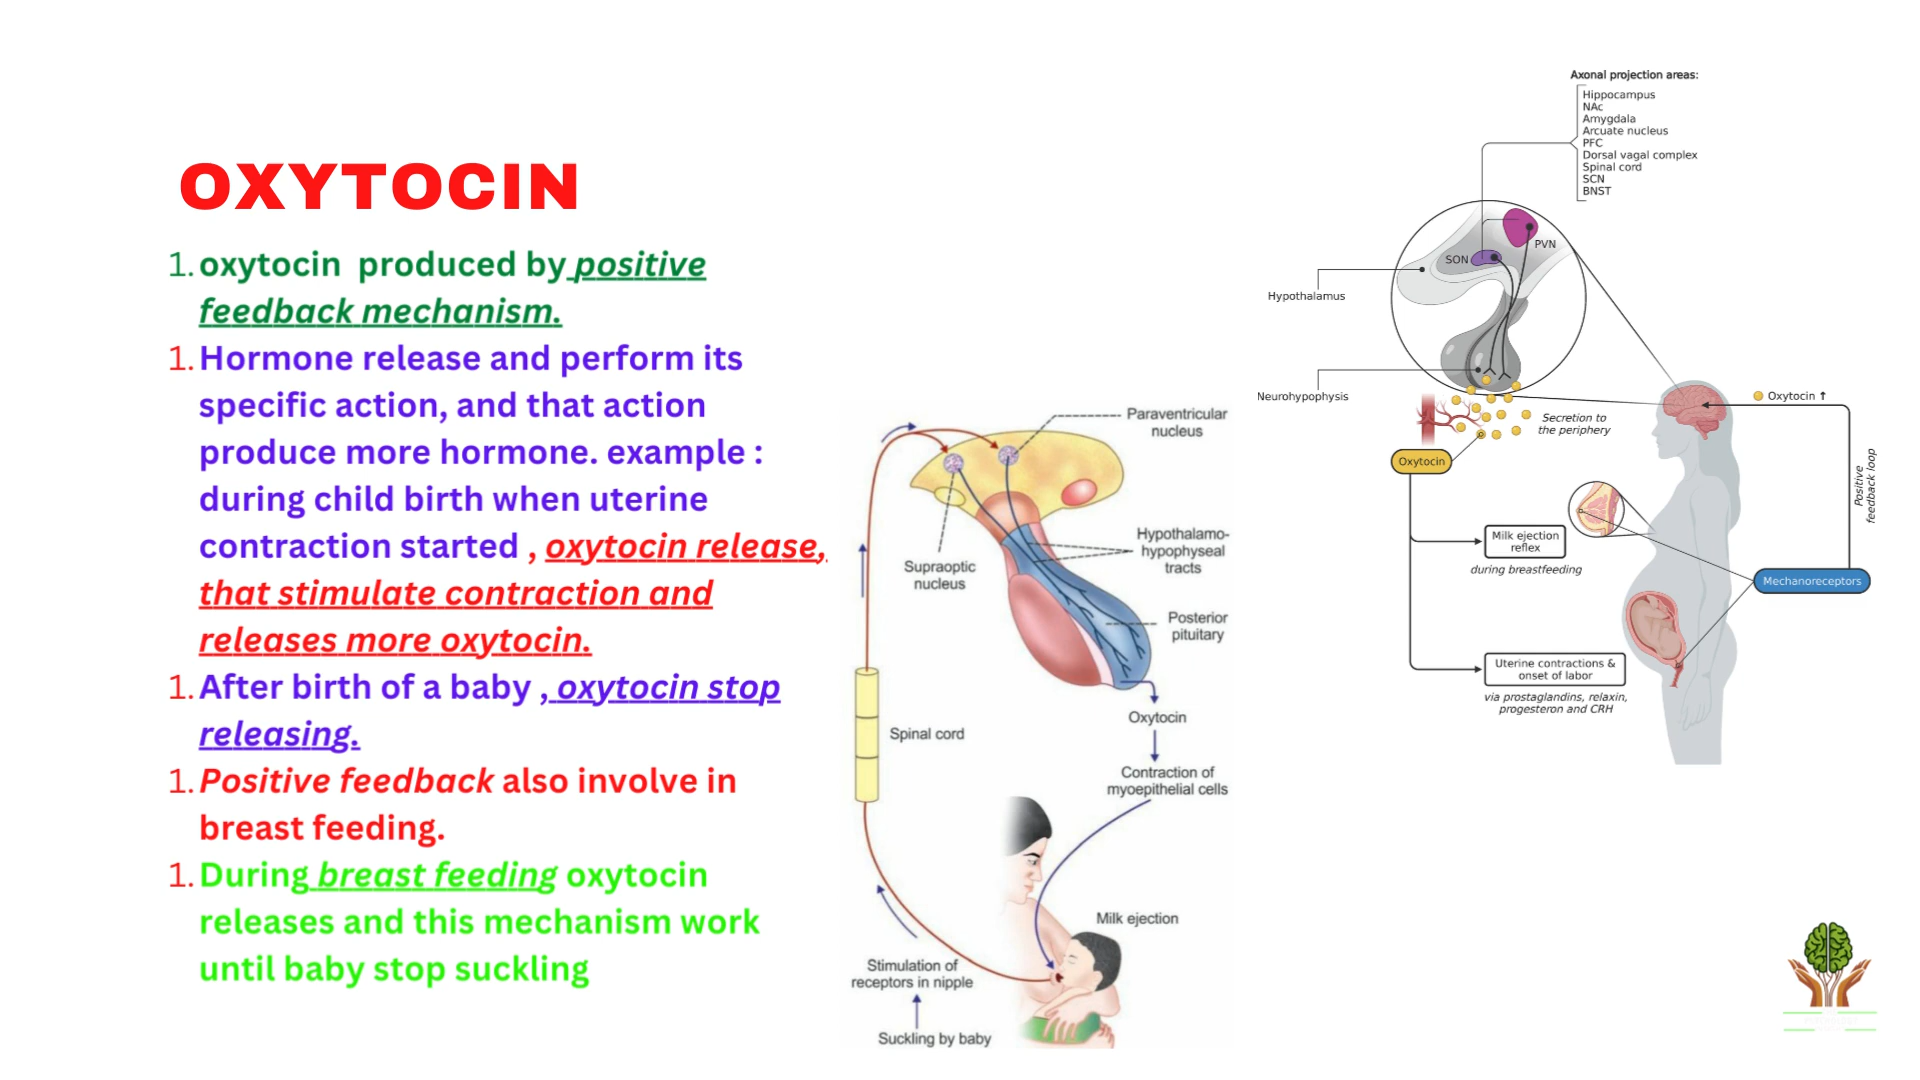 OXYTOCIN
1. oxytocin  produced by positive
feedback mechanism.
1. Hormone release and perform its
specific action, and that action
produce more hormone. example :
during child birth when uterine
contraction started , oxytocin release,
that stimulate contraction and
releases more oxytocin.
1. After birth of a baby , oxytocin stop
releasing.
1. Positive feedback also involve in
breast feeding.
1. During breast feeding oxytocin
releases and this mechanism work
until baby stop suckling
Paraventricular
nucleus
Supraoptic
nucleus
Hypothalamo-
hypophyseal
tracts
Posterior
pituitary
Spinal cord
Oxytocin
Contraction of
myoepithelial cells
Milk ejection
Stimulation of
receptors in nipple
Suckling by baby
Axonal projection areas:
Hippocampus
NAc
Amygdala
Arcuate nucleus
PFC
Dorsal vagal complex
Spinal cord
SCN
BNST
PVN
SON
Hypothalamus
Neurohypophysis
Secretion to
the periphery
Oxytocin
Oxytocin ↑
Positive
feedback loop
Milk ejection
reflex
during breastfeeding
Mechanoreceptors
Uterine contractions &
onset of labor
via prostaglandins, relaxin,
progesteron and CRH